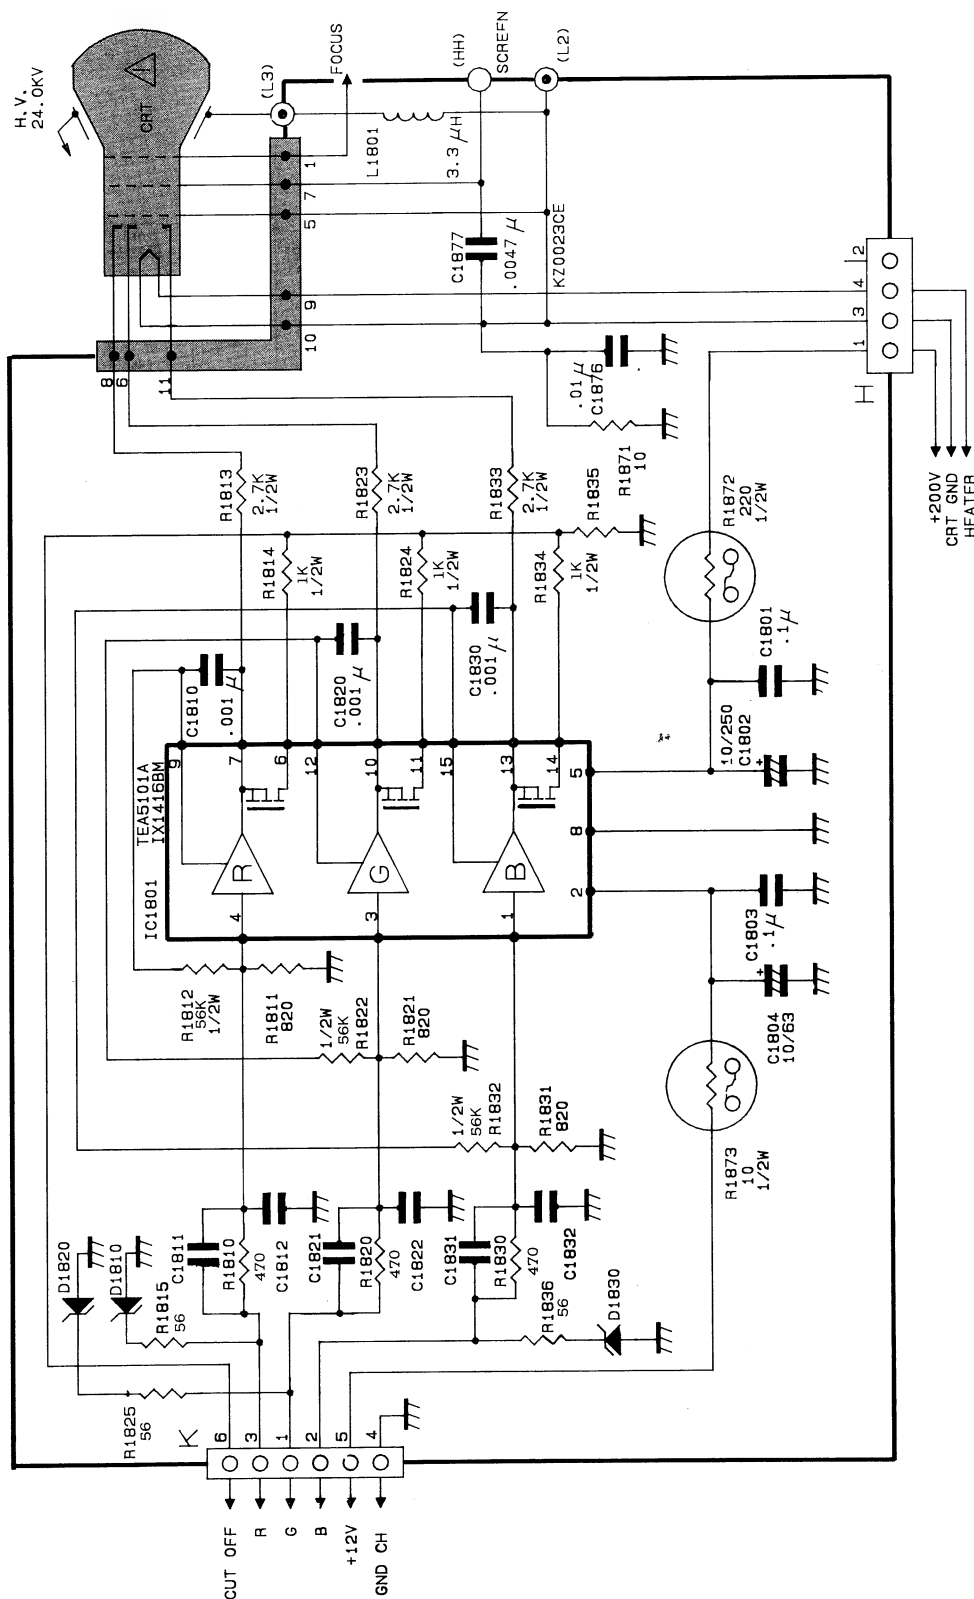 H.V.
24.0KV
CRT
(L3)
FOCUS
(HH)
SCREEN
(L2)
L1801
3.3 μH
1
7
5
9
10
8
6
11
C1877
.0047 μ
KZ0023CE
.01μ
C1876
R1871
10
2
4
3
1
H
+200V
CRT GND
HEATER
R1813
2.7K
1/2W
R1823
2.7K
1/2W
R1833
2.7K
1/2W
R1814
1K
1/2W
R1824
1K
1/2W
R1834
1K
1/2W
R1835
R1872
220
1/2W
C1810
.001 μ
C1820
.001 μ
C1830
.001 μ
C1801
.1μ
10/250
C1802
TEA5101A
IX1416BM
IC1801
9
7
6
12
10
11
15
13
14
R
G
B
4
3
1
5
8
2
C1803
.1μ
C1804
10/63
R1812
56K
1/2W
R1811
820
1/2W
56K
R1822
R1821
820
1/2W
56K
R1832
R1831
820
R1873
10
1/2W
D1820
D1810
R1815
56
C1811
R1810
470
C1812
C1821
R1820
470
C1822
C1831
R1830
470
C1832
R1836
56
D1830
R1825
56
K
6
3
1
2
5
4
CUT OFF
R
G
B
+12V
GND CH